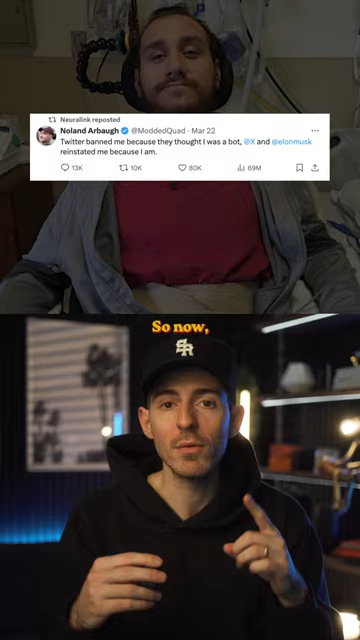 Neuralink reposted
Noland Arbaugh @ModdedQuad · Mar 22
Twitter banned me because they thought I was a bot, @X and @elonmusk
reinstated me because I am.
13K 10K 80K 69M
So now,
SR